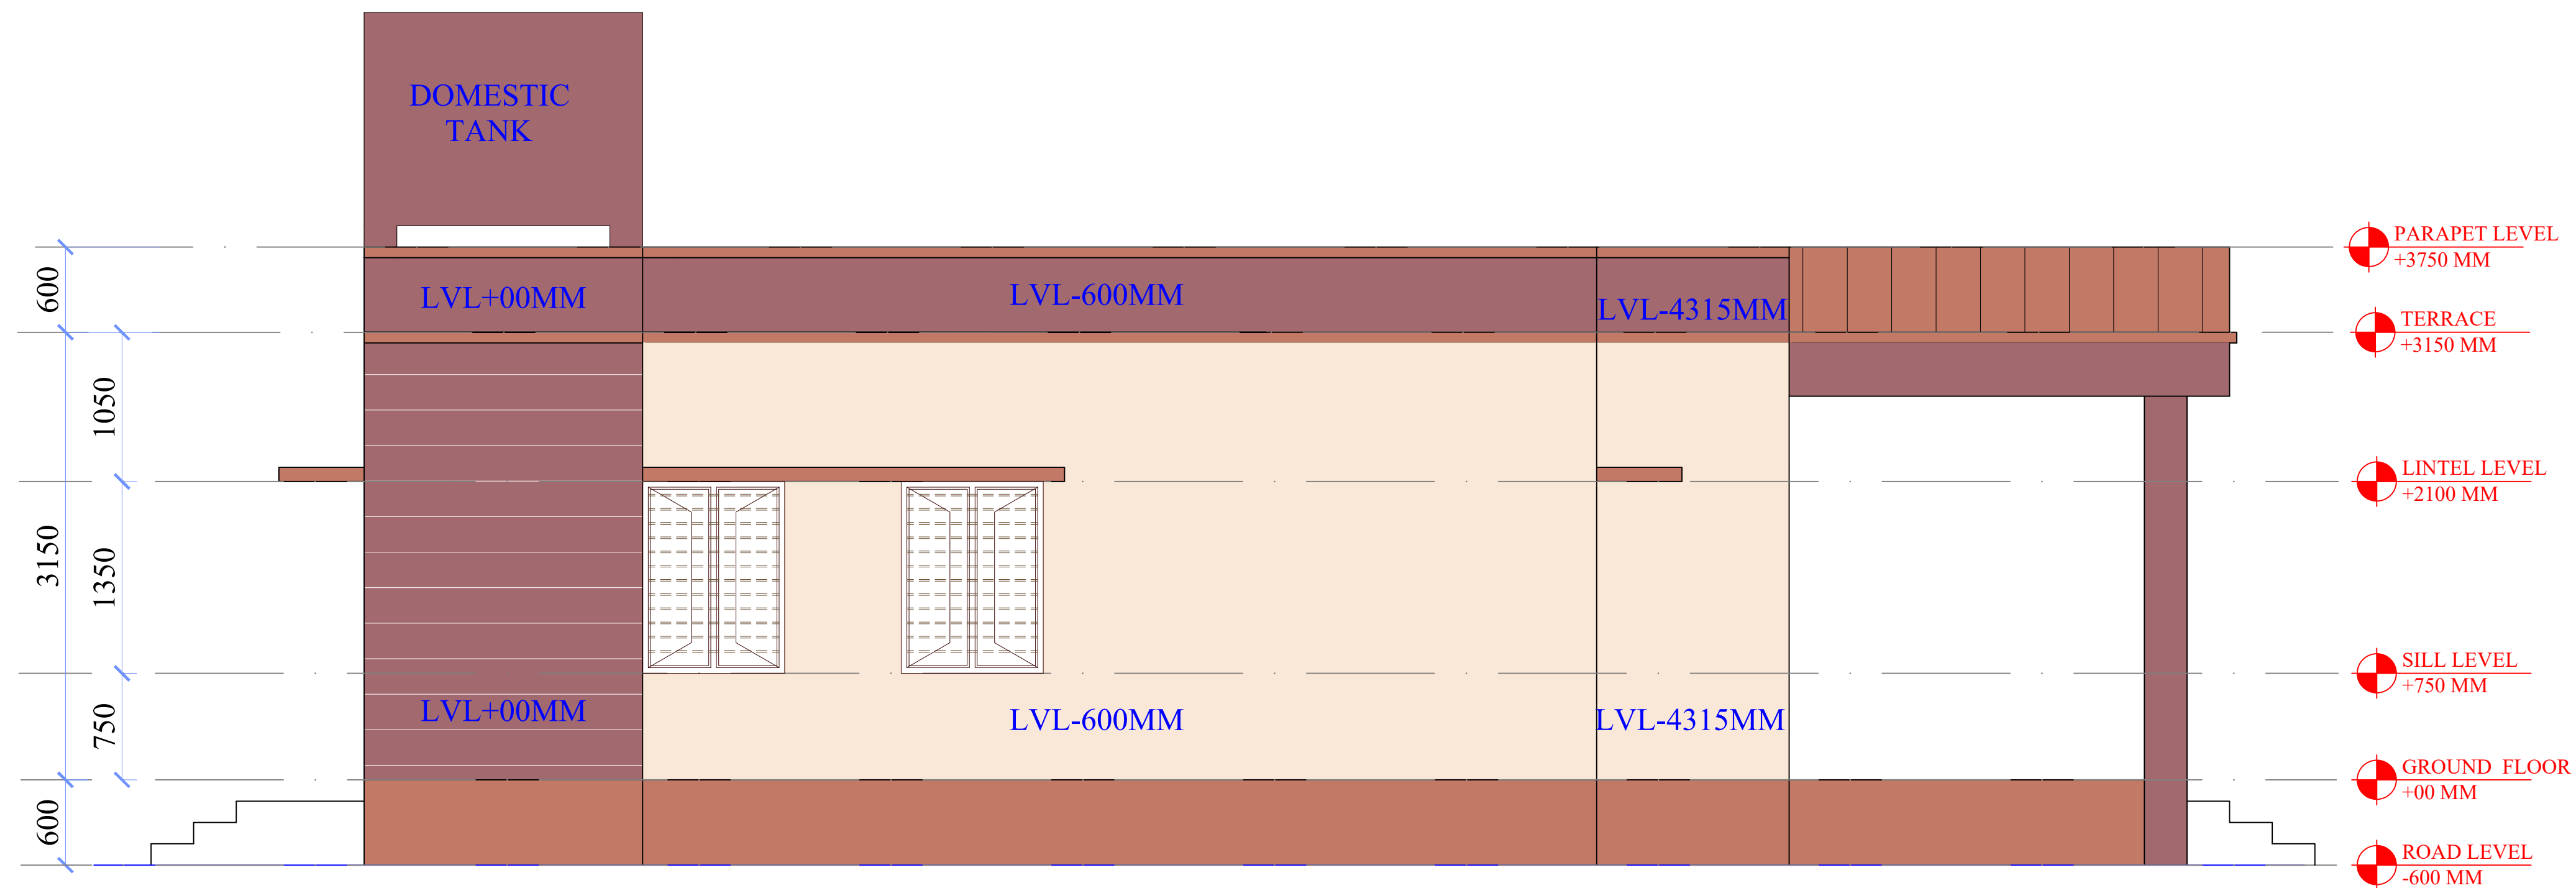 DOMESTIC
TANK
PARAPET LEVEL
+3750 MM
600
LVL+00MM
LVL-600MM
LVL-4315MM
TERRACE
+3150 MM
1050
LINTEL LEVEL
+2100 MM
3150
1350
SILL LEVEL
+750 MM
750
LVL+00MM
LVL-600MM
LVL-4315MM
GROUND FLOOR
+00 MM
600
ROAD LEVEL
-600 MM